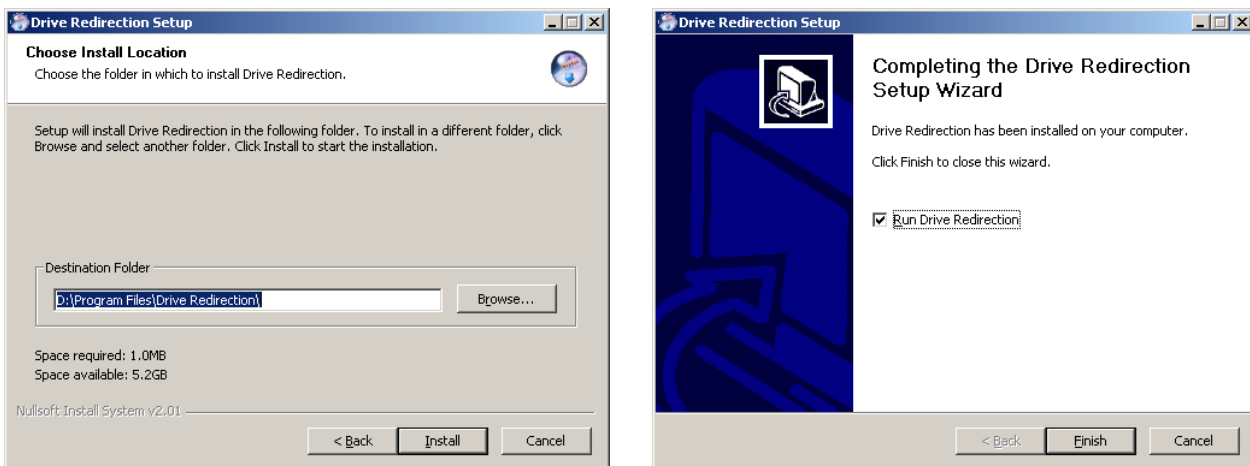 Drive Redirection Setup
Choose Install Location
Choose the folder in which to install Drive Redirection.
Setup will install Drive Redirection in the following folder. To install in a different folder, click
Browse and select another folder. Click Install to start the installation.
Destination Folder
D:\Program Files\Drive Redirection\
Browse...
Space required: 1.0MB
Space available: 5.2GB
Nullsoft Install System v2.01
< Back
Install
Cancel
Drive Redirection Setup
Completing the Drive Redirection
Setup Wizard
Drive Redirection has been installed on your computer.
Click Finish to close this wizard.
Run Drive Redirection
< Back
Finish
Cancel